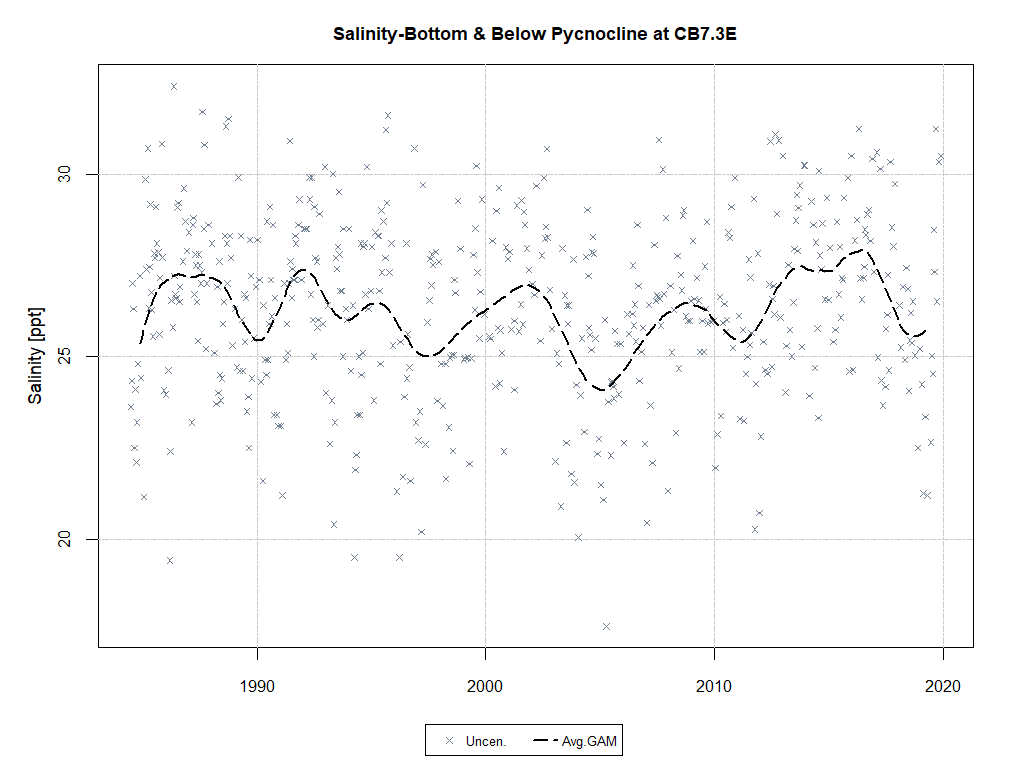 Salinity-Bottom & Below Pycnocline at CB7.3E
Salinity [ppt]
30
25
20
1990 2000 2010 2020
Uncen. Avg.GAM